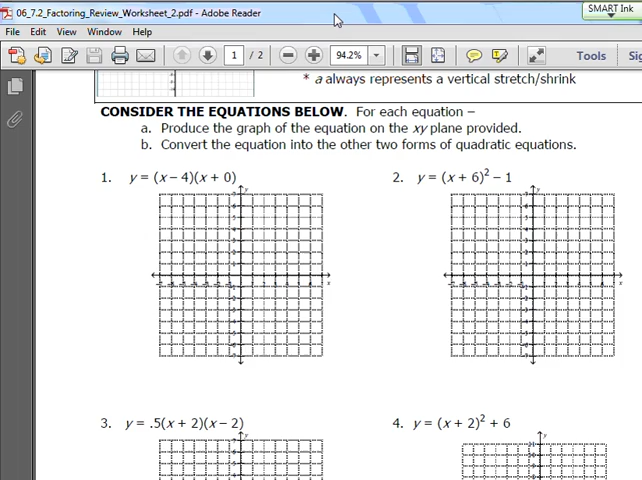 06_7.2_Factoring_Review_Worksheet_2.pdf - Adobe Reader
SMART Ink
File Edit View Window Help
1 / 2 94.2% Tools Sig
* a always represents a vertical stretch/shrink
CONSIDER THE EQUATIONS BELOW. For each equation –
a. Produce the graph of the equation on the xy plane provided.
b. Convert the equation into the other two forms of quadratic equations.
1. y = (x – 4)(x + 0)
2. y = (x + 6)² – 1
3. y = .5(x + 2)(x – 2)
4. y = (x + 2)² + 6